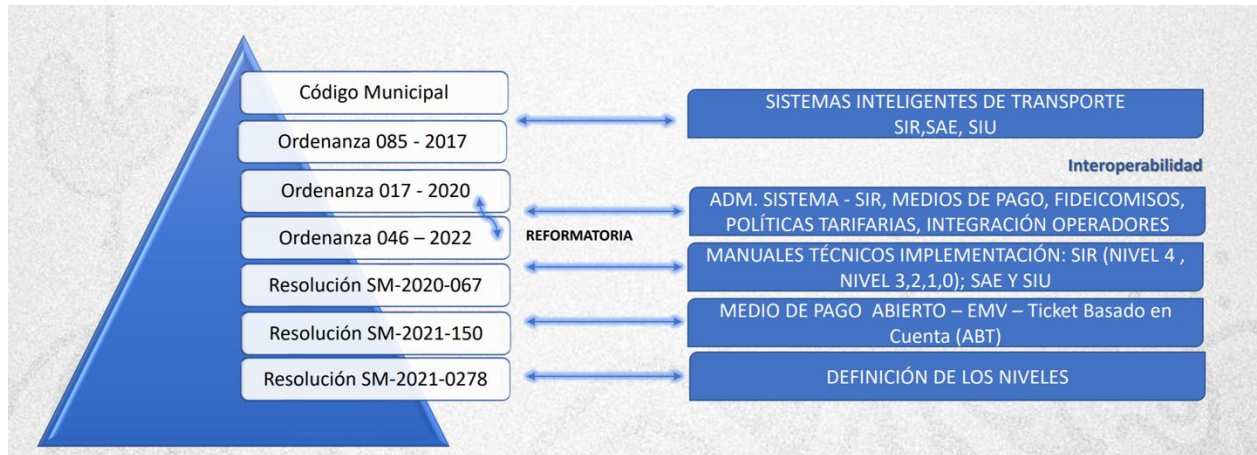 Código Municipal
Ordenanza 085 - 2017
Ordenanza 017 - 2020
Ordenanza 046 – 2022
Resolución SM-2020-067
Resolución SM-2021-150
Resolución SM-2021-0278
REFORMATORIA
SISTEMAS INTELIGENTES DE TRANSPORTE
SIR,SAE, SIU
Interoperabilidad
ADM. SISTEMA - SIR, MEDIOS DE PAGO, FIDEICOMISOS,
POLÍTICAS TARIFARIAS, INTEGRACIÓN OPERADORES
MANUALES TÉCNICOS IMPLEMENTACIÓN: SIR (NIVEL 4 ,
NIVEL 3,2,1,0); SAE Y SIU
MEDIO DE PAGO ABIERTO – EMV – Ticket Basado en
Cuenta (ABT)
DEFINICIÓN DE LOS NIVELES